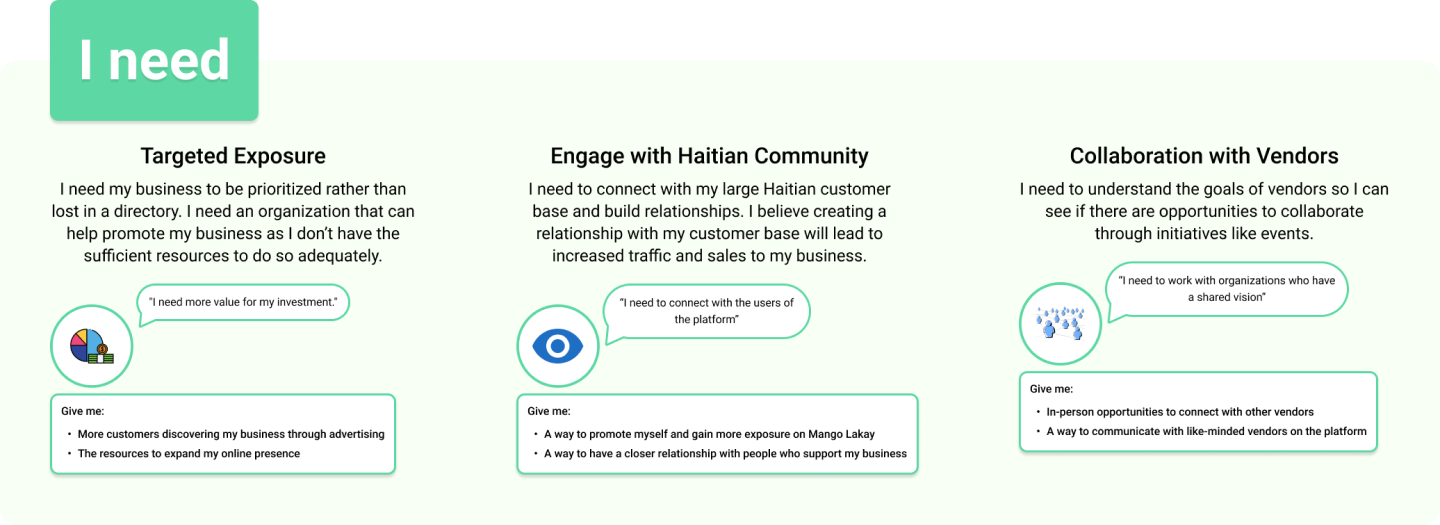 I need
Targeted Exposure
I need my business to be prioritized rather than
lost in a directory. I need an organization that can
help promote my business as I don’t have the
sufficient resources to do so adequately.
"I need more value for my investment."
Give me:
• More customers discovering my business through advertising
• The resources to expand my online presence
Engage with Haitian Community
I need to connect with my large Haitian customer
base and build relationships. I believe creating a
relationship with my customer base will lead to
increased traffic and sales to my business.
“I need to connect with the users of
the platform”
Give me:
• A way to promote myself and gain more exposure on Mango Lakay
• A way to have a closer relationship with people who support my business
Collaboration with Vendors
I need to understand the goals of vendors so I can
see if there are opportunities to collaborate
through initiatives like events.
“I need to work with organizations who have
a shared vision”
Give me:
• In-person opportunities to connect with other vendors
• A way to communicate with like-minded vendors on the platform